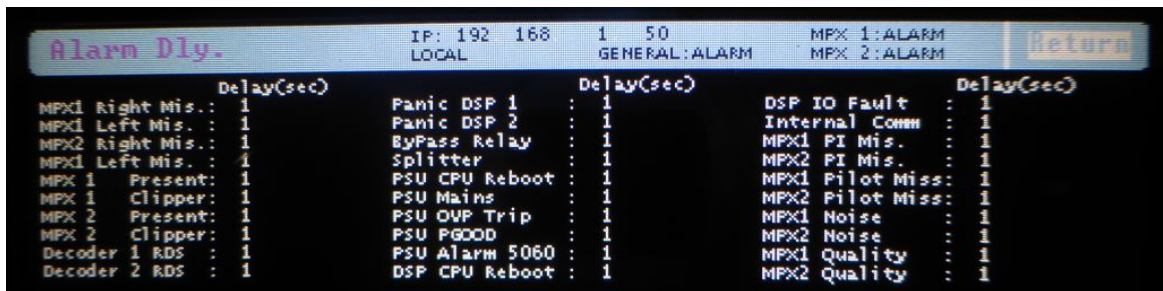 Alarm Dly.
IP: 192 168 1 50 MPX 1:ALARM
LOCAL GENERAL:ALARM MPX 2:ALARM
Return
Delay(sec) Delay(sec) Delay(sec)
MPX1 Right Mis.: 1 Panic DSP 1 : 1 DSP IO Fault : 1
MPX1 Left Mis. : 1 Panic DSP 2 : 1 Internal Comm : 1
MPX2 Right Mis.: 1 ByPass Relay : 1 MPX1 PI Mis. : 1
MPX1 Left Mis. : 1 Splitter : 1 MPX2 PI Mis. : 1
MPX 1 Present: 1 PSU CPU Reboot : 1 MPX1 Pilot Miss: 1
MPX 1 Clipper: 1 PSU Mains : 1 MPX2 Pilot Miss: 1
MPX 2 Present: 1 PSU OVP Trip : 1 MPX1 Noise : 1
MPX 2 Clipper: 1 PSU PGOOD : 1 MPX2 Noise : 1
Decoder 1 RDS : 1 PSU Alarm 5060 : 1 MPX1 Quality : 1
Decoder 2 RDS : 1 DSP CPU Reboot : 1 MPX2 Quality : 1